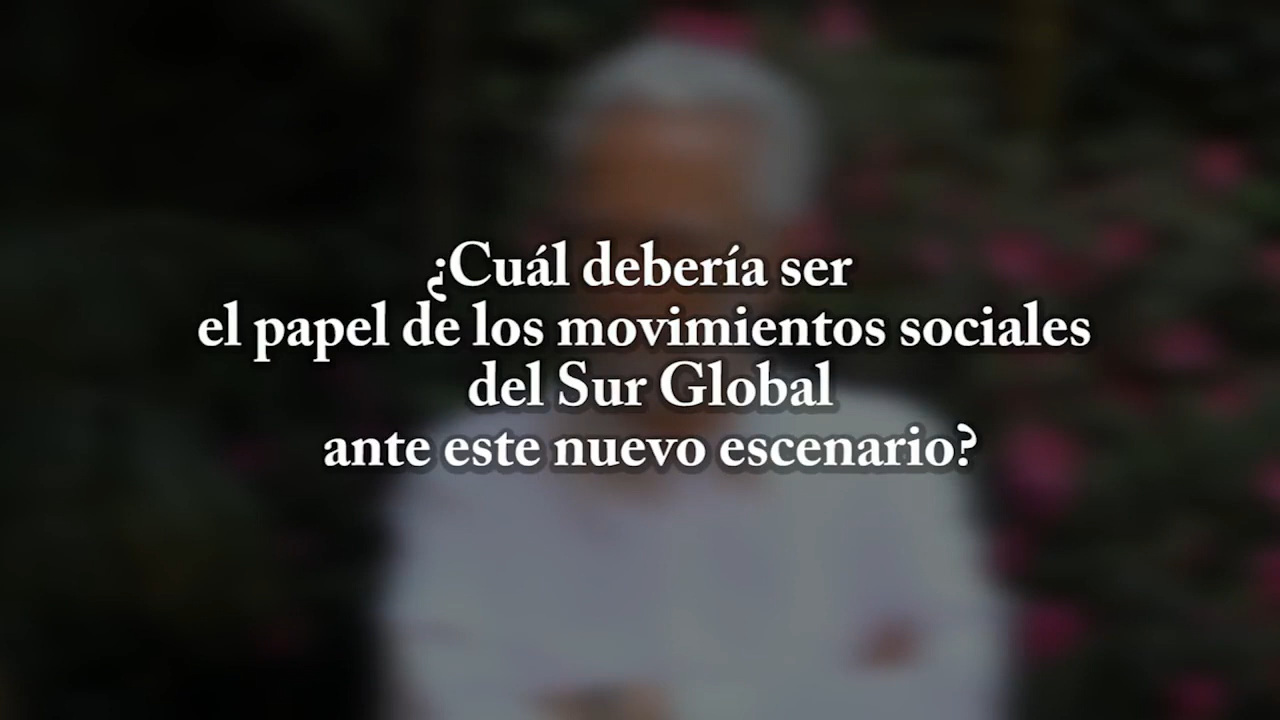 ¿Cuál debería ser
el papel de los movimientos sociales
del Sur Global
ante este nuevo escenario?